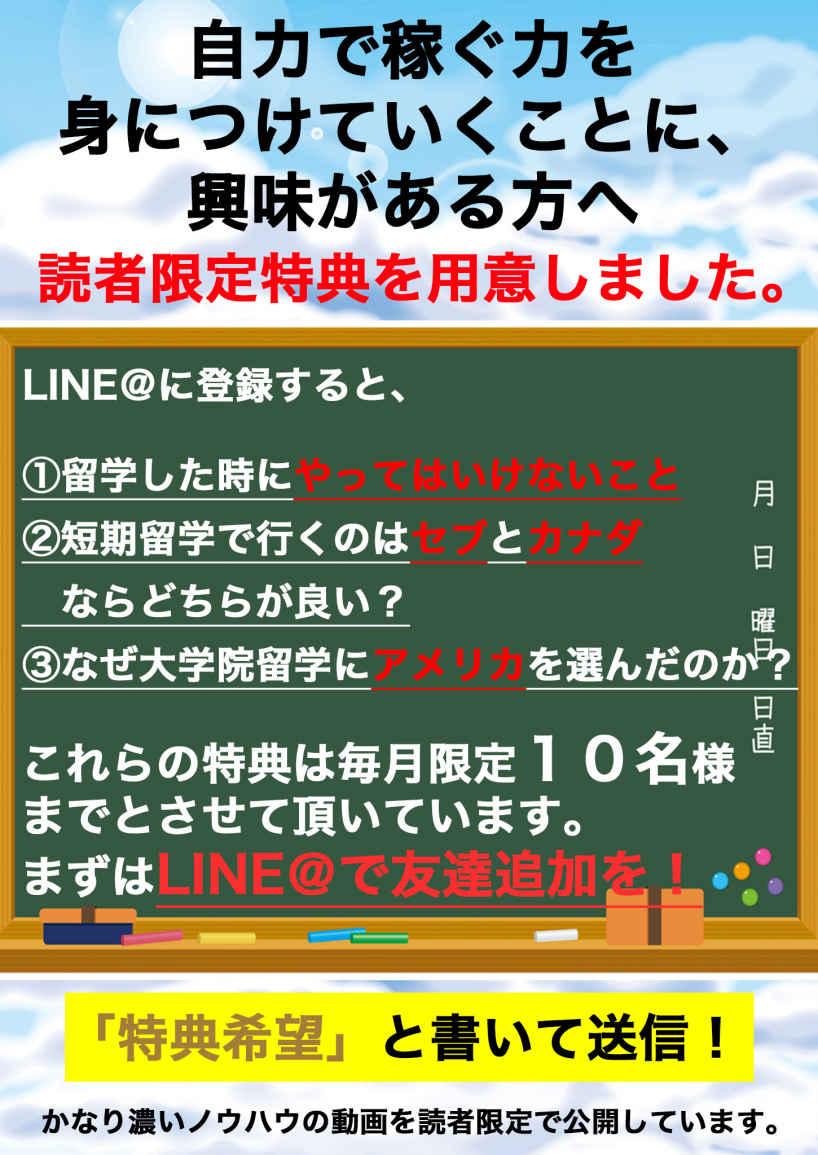 自力で稼ぐ力を
身につけていくことに、
興味がある方へ
読者限定特典を用意しました。
LINE@に登録すると、
①留学した時にやってはいけないこと
②短期留学で行くのはセブとカナダ
ならどちらが良い？
③なぜ大学院留学にアメリカを選んだのか？
月
日
曜日
日直
これらの特典は毎月限定１０名様
までとさせて頂いています。
まずはLINE@で友達追加を！
「特典希望」と書いて送信！
かなり濃いノウハウの動画を読者限定で公開しています。